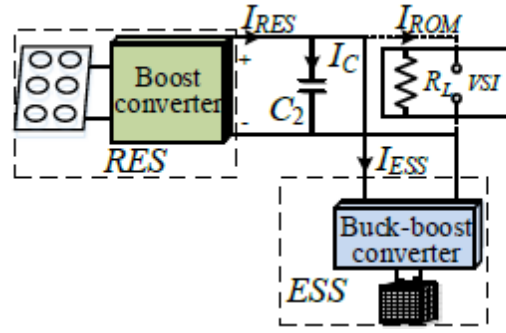 I_RES
I_ROM
Boost
converter
+
-
I_C
C_2
R_L
VSI
RES
I_ESS
Buck-boost
converter
ESS